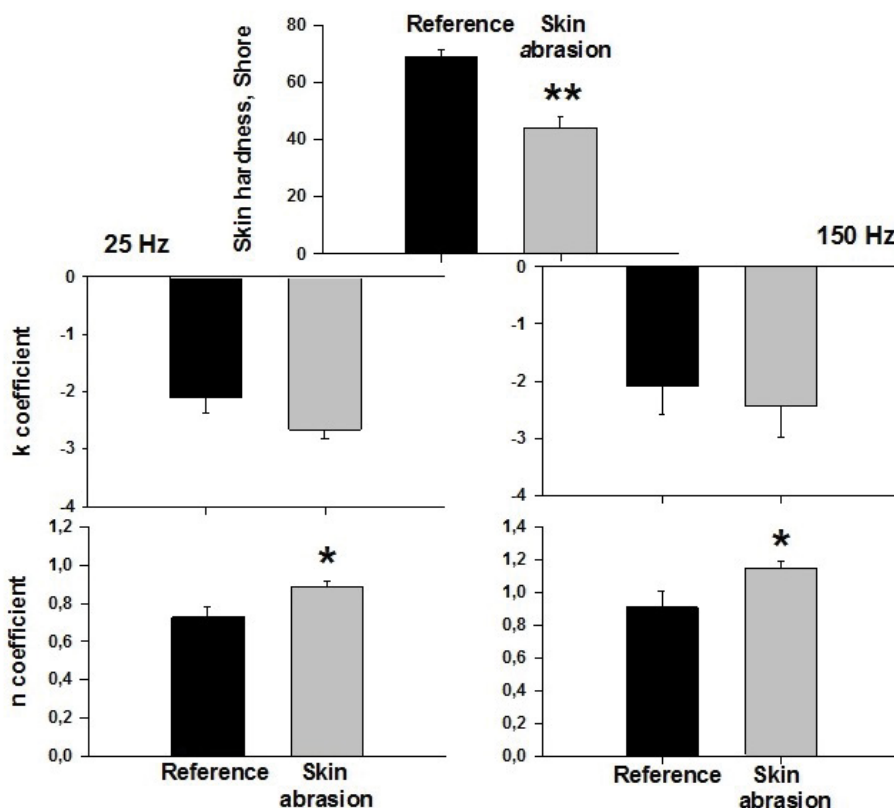 Skin hardness, Shore
80
60
40
20
0
Reference
Skin
abrasion
**
25 Hz
k coefficient
0
-1
-2
-3
-4
150 Hz
0
-1
-2
-3
-4
n coefficient
1,2
1,0
0,8
0,6
0,4
0,2
0,0
*
Reference
Skin
abrasion
1,4
1,2
1,0
0,8
0,6
0,4
0,2
0,0
*
Reference
Skin
abrasion